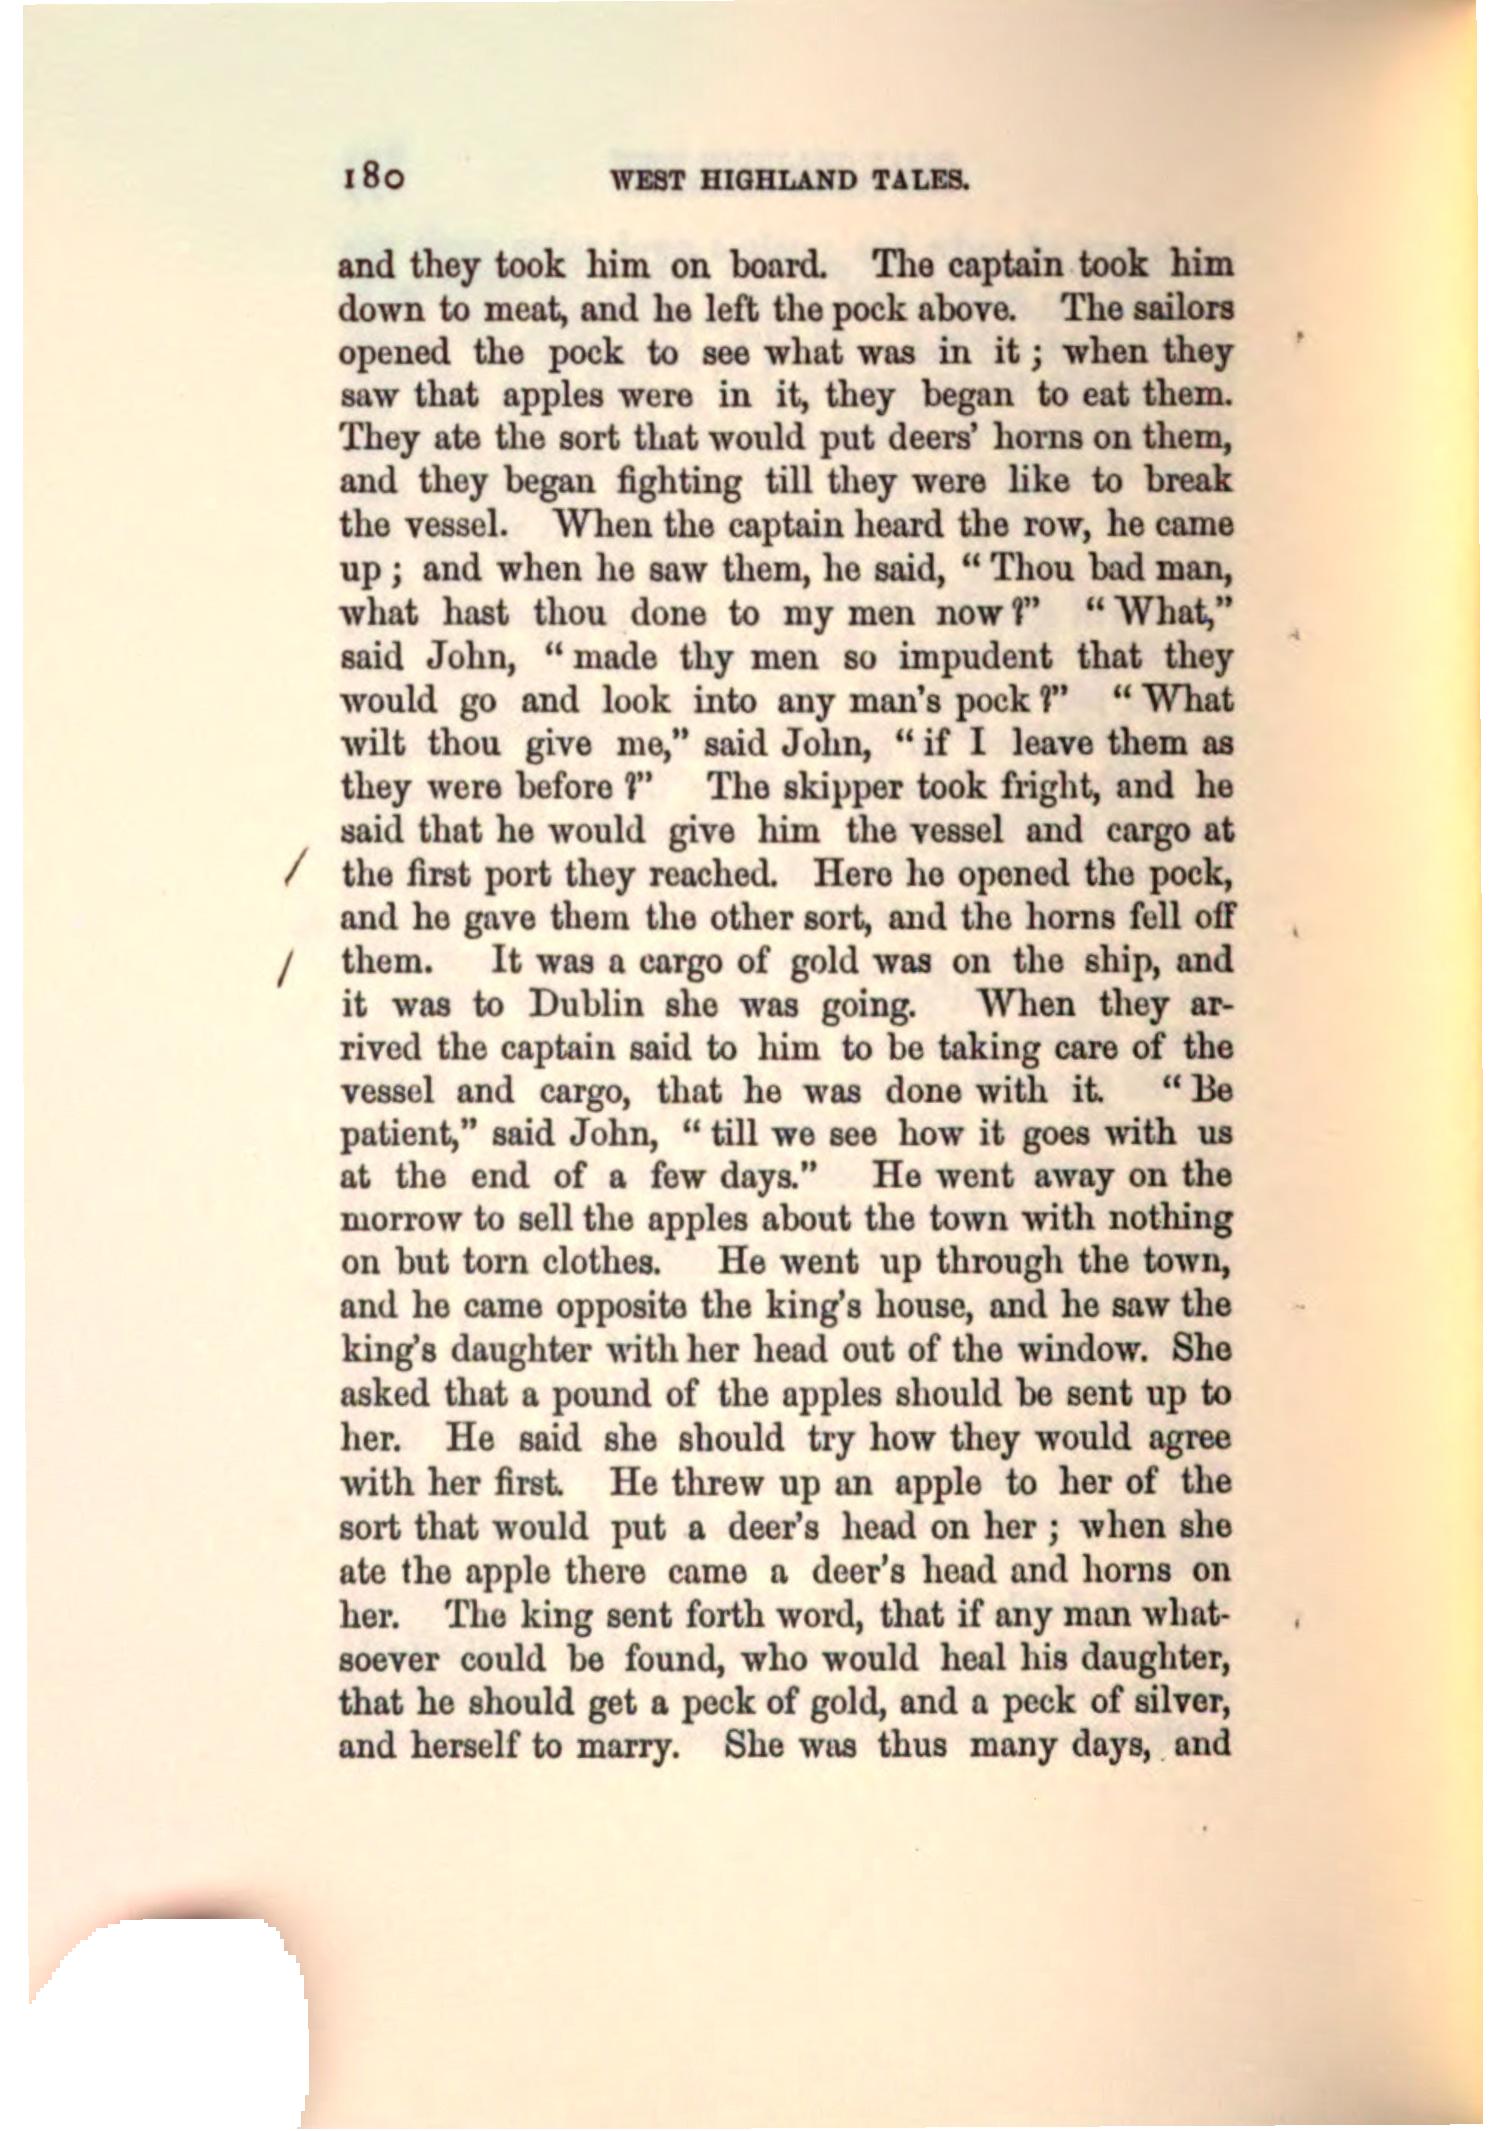 180 WEST HIGHLAND TALES.
and they took him on board. The captain took him
down to meat, and he left the pock above. The sailors
opened the pock to see what was in it ; when they
saw that apples were in it, they began to eat them.
They ate the sort that would put deers' horns on them,
and they began fighting till they were like to break
the vessel. When the captain heard the row, he came
up ; and when he saw them, he said, “ Thou bad man,
what hast thou done to my men now ?” “ What,”
said John, “ made thy men so impudent that they
would go and look into any man's pock ?” “ What
wilt thou give me,” said John, “ if I leave them as
they were before ?” The skipper took fright, and he
said that he would give him the vessel and cargo at
the first port they reached. Here he opened the pock,
and he gave them the other sort, and the horns fell off
them. It was a cargo of gold was on the ship, and
it was to Dublin she was going. When they ar-
rived the captain said to him to be taking care of the
vessel and cargo, that he was done with it. “ Be
patient,” said John, “ till we see how it goes with us
at the end of a few days.” He went away on the
morrow to sell the apples about the town with nothing
on but torn clothes. He went up through the town,
and he came opposite the king's house, and he saw the
king's daughter with her head out of the window. She
asked that a pound of the apples should be sent up to
her. He said she should try how they would agree
with her first. He threw up an apple to her of the
sort that would put a deer's head on her ; when she
ate the apple there came a deer's head and horns on
her. The king sent forth word, that if any man what-
soever could be found, who would heal his daughter,
that he should get a peck of gold, and a peck of silver,
and herself to marry. She was thus many days, and